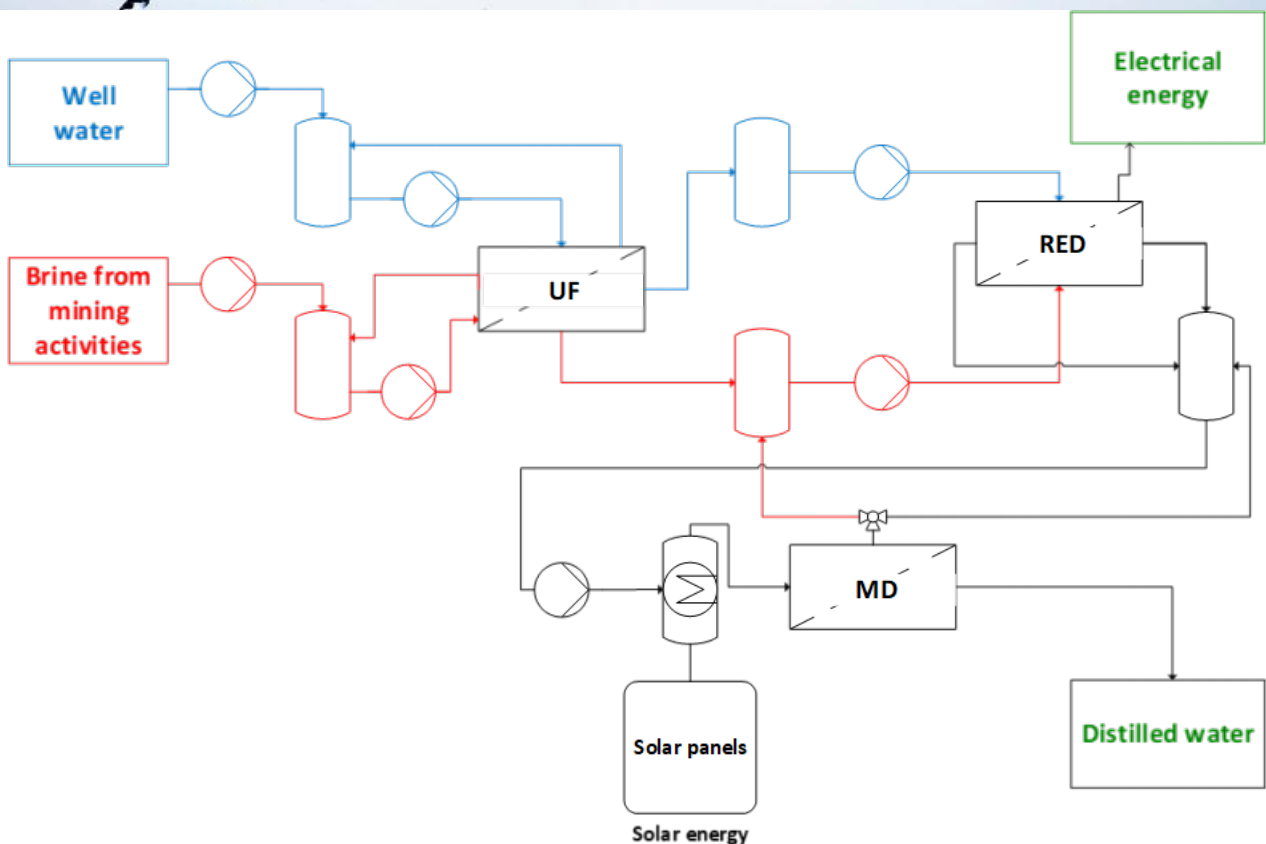 Electrical
energy
Well
water
RED
Brine from
mining
activities
UF
MD
Solar panels
Distilled water
Solar energy